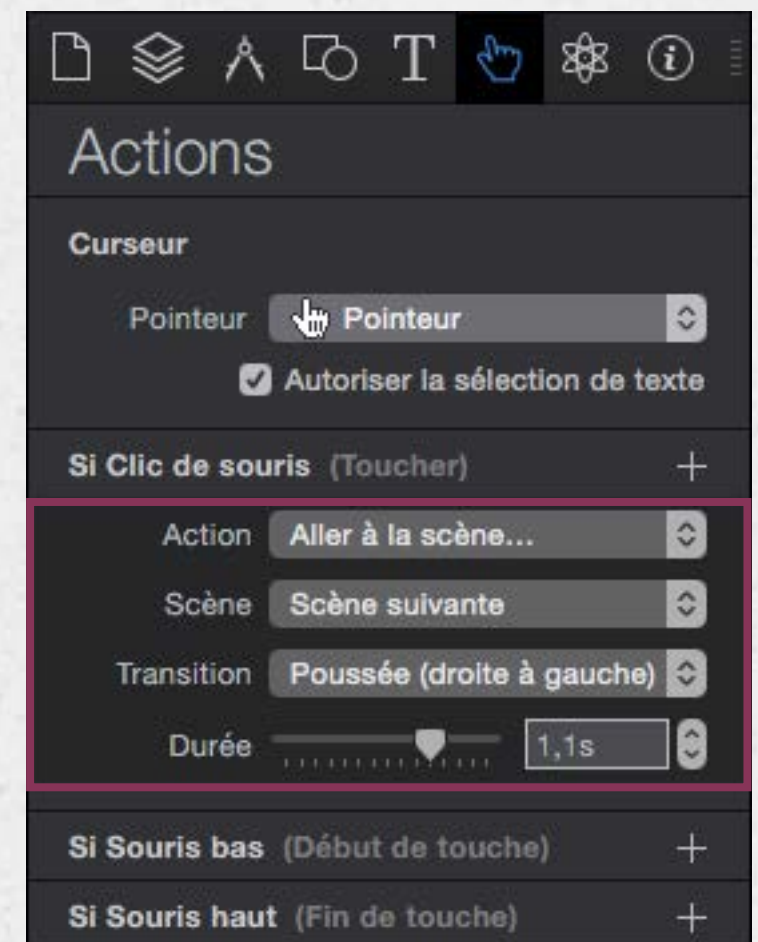 T
i
Actions
Curseur
Pointeur Pointeur
Autoriser la sélection de texte
Si Clic de souris (Toucher) +
Action Aller à la scène...
Scène Scène suivante
Transition Poussée (droite à gauche)
Durée 1,1s
Si Souris bas (Début de touche) +
Si Souris haut (Fin de touche) +